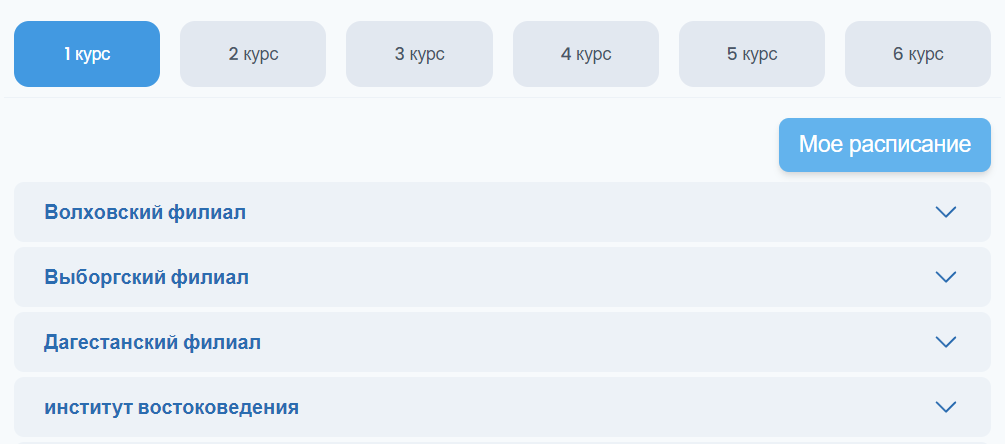 1 курс 2 курс 3 курс 4 курс 5 курс 6 курс
Мое расписание
Волховский филиал
Выборгский филиал
Дагестанский филиал
институт востоковедения